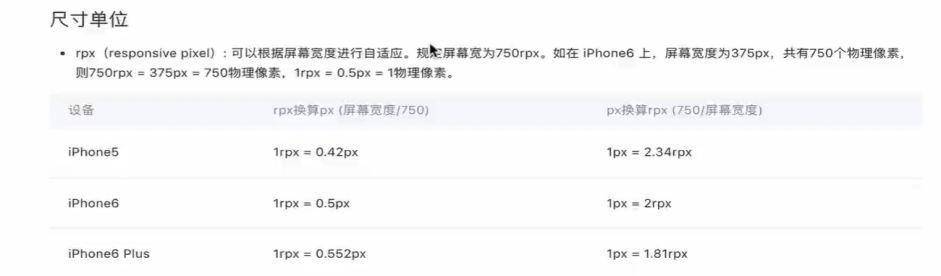 尺寸单位
• rpx（responsive pixel）: 可以根据屏幕宽度进行自适应。规定屏幕宽为750rpx。如在 iPhone6 上，屏幕宽度为375px，共有750个物理像素，
则750rpx = 375px = 750物理像素，1rpx = 0.5px = 1物理像素。
设备 rpx换算px (屏幕宽度/750) px换算rpx (750/屏幕宽度)
iPhone5 1rpx = 0.42px 1px = 2.34rpx
iPhone6 1rpx = 0.5px 1px = 2rpx
iPhone6 Plus 1rpx = 0.552px 1px = 1.81rpx